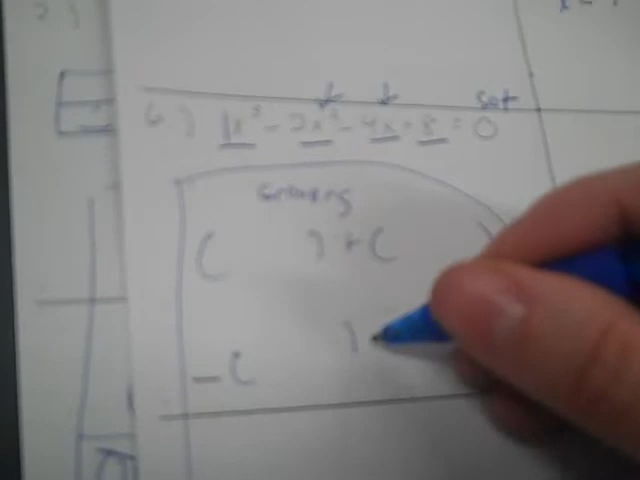 set
6.) 1x³ - 2x² - 4x + 8 = 0
Grouping
( ) + ( )
_ ( )